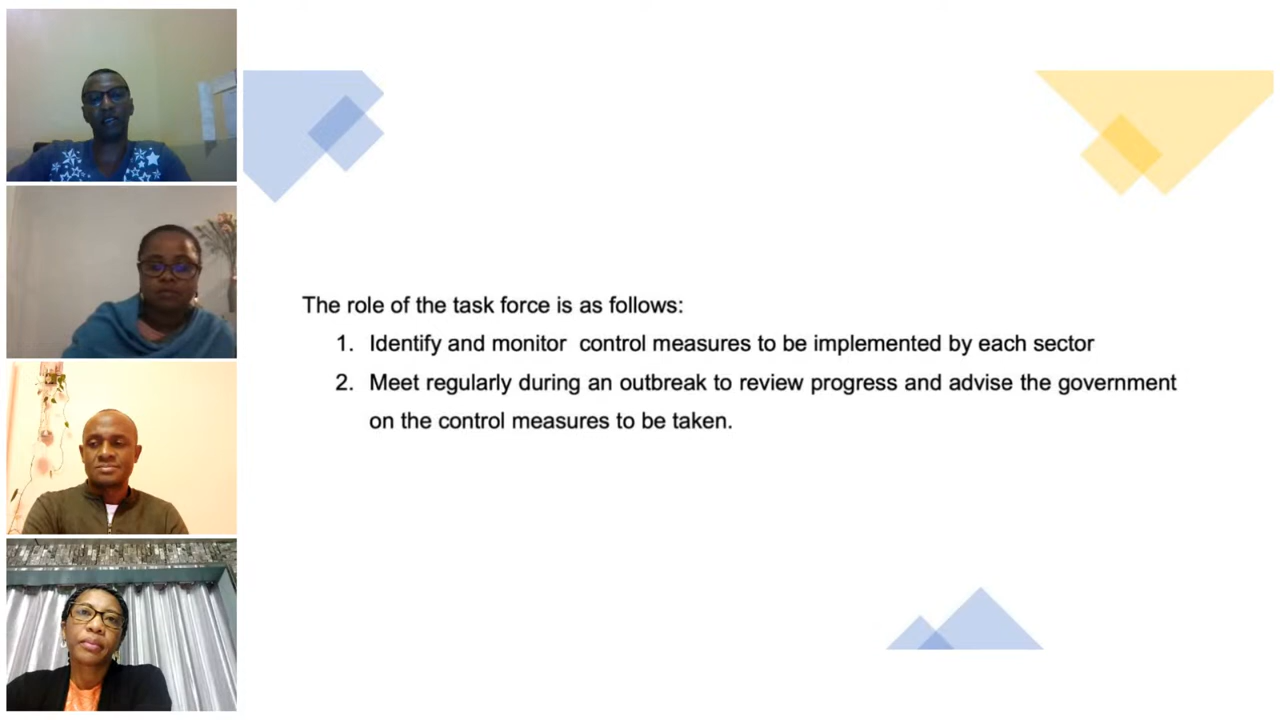 The role of the task force is as follows:
1. Identify and monitor control measures to be implemented by each sector
2. Meet regularly during an outbreak to review progress and advise the government
on the control measures to be taken.